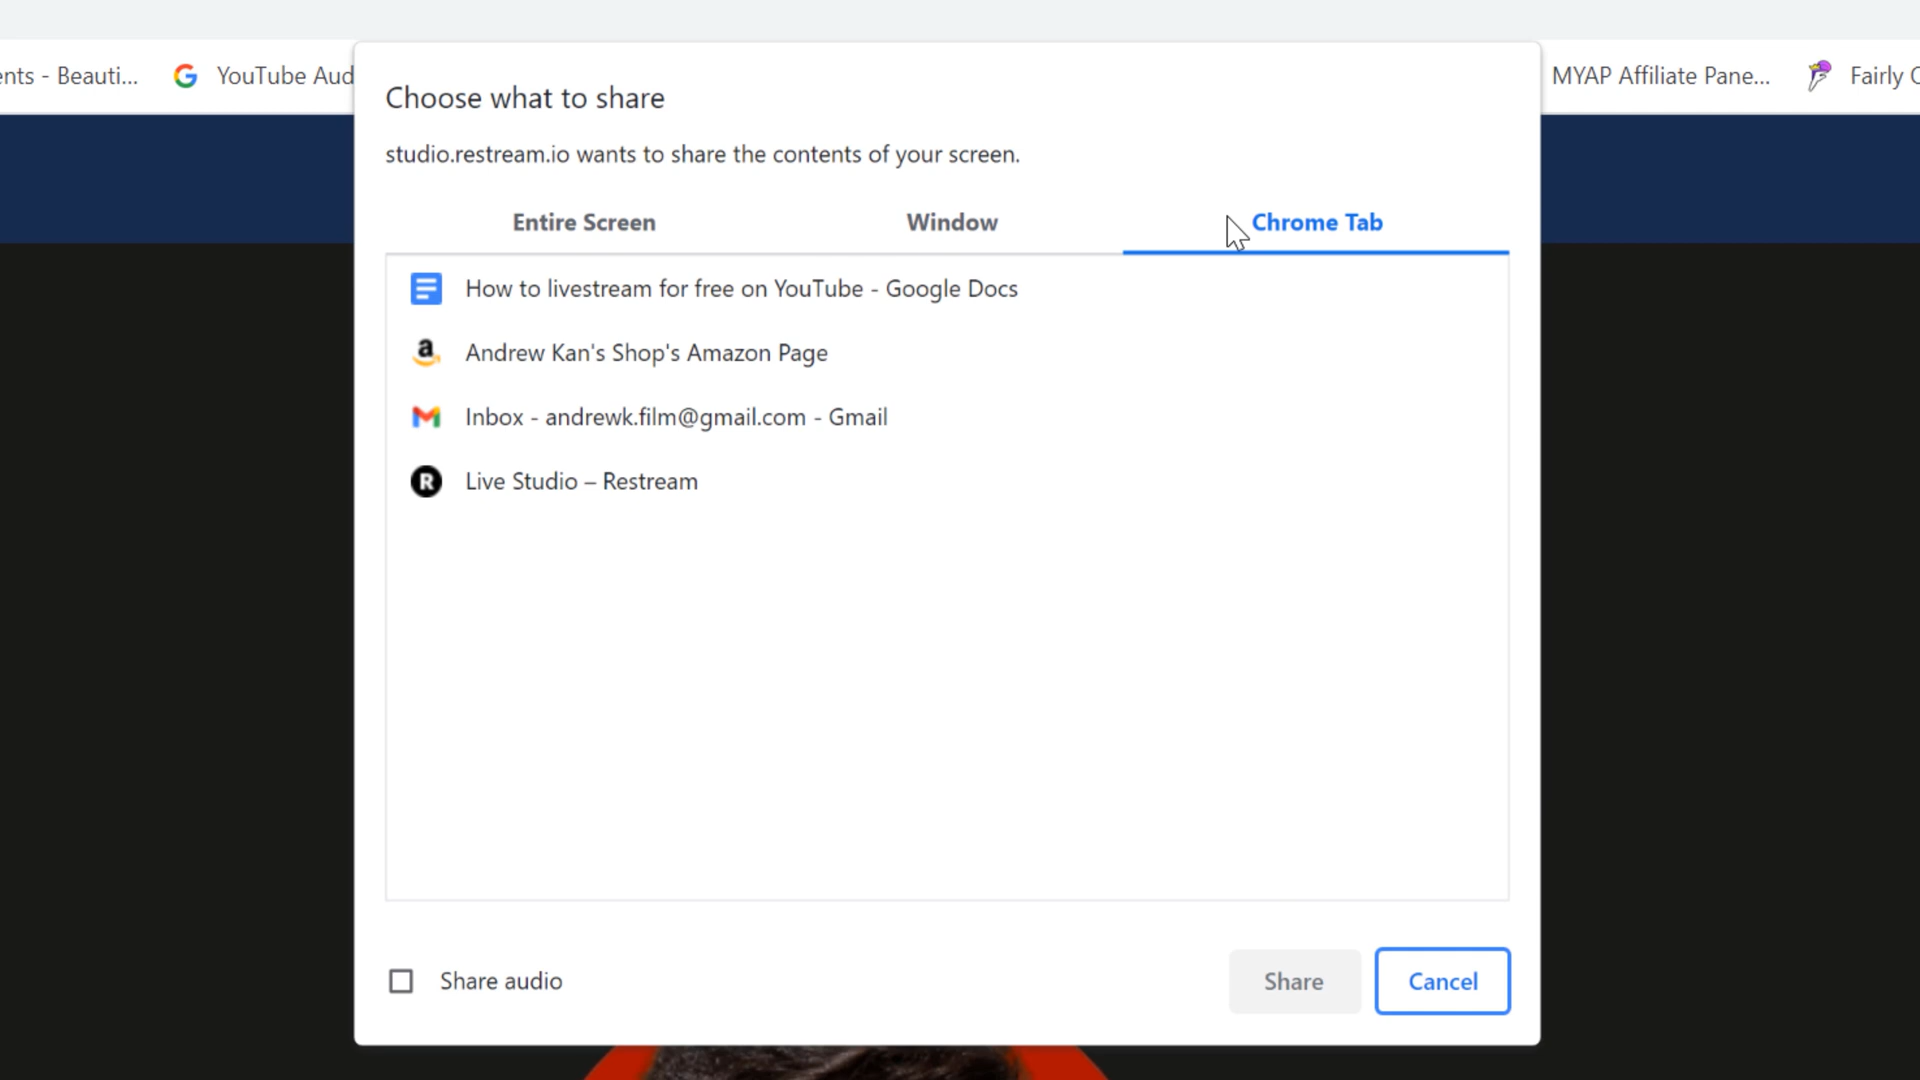 ents - Beauti...
YouTube Aud
MYAP Affiliate Pane...
Fairly
Choose what to share
studio.restream.io wants to share the contents of your screen.
Entire Screen
Window
Chrome Tab
How to livestream for free on YouTube - Google Docs
Andrew Kan's Shop's Amazon Page
Inbox - andrewk.film@gmail.com - Gmail
R
Live Studio – Restream
Share audio
Share
Cancel